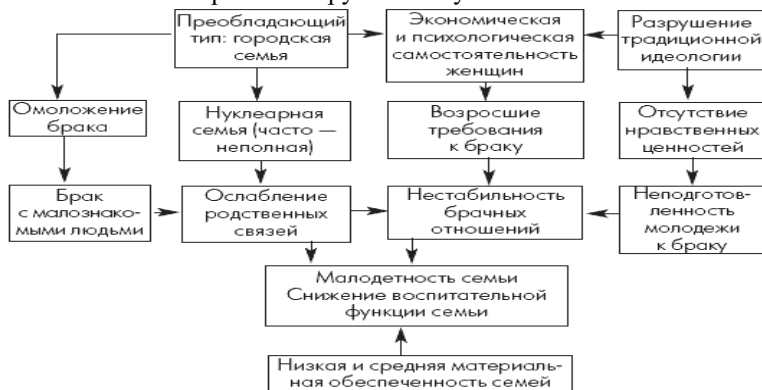 Преобладающий
тип: городская
семья
Экономическая
и психологическая
самостоятельность
женщин
Разрушение
традиционной
идеологии
Омоложение
брака
Нуклеарная
семья (часто —
неполная)
Возросшие
требования
к браку
Отсутствие
нравственных
ценностей
Брак
с малознако-
мыми людьми
Ослабление
родственных
связей
Нестабильность
брачных
отношений
Неподготов-
ленность
молодежи
к браку
Малодетность семьи
Снижение воспитательной
функции семьи
Низкая и средняя материаль-
ная обеспеченность семей